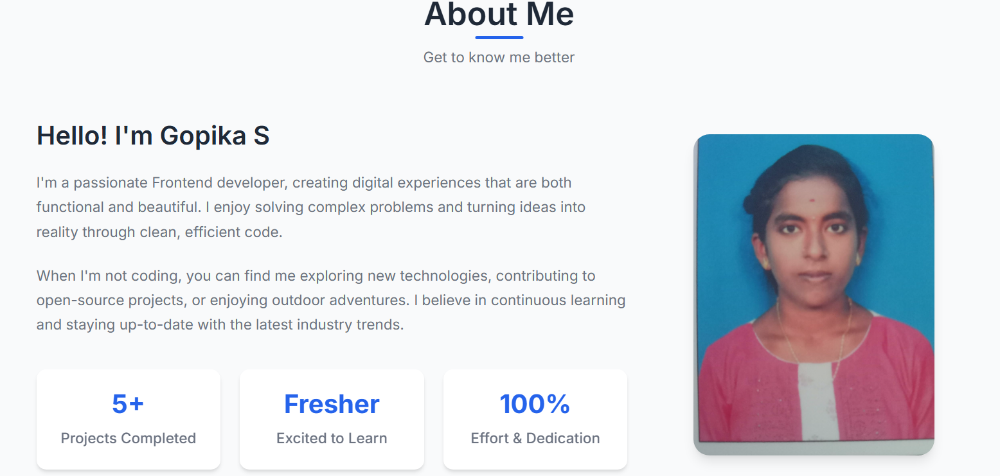 About Me
Get to know me better
Hello! I'm Gopika S
I'm a passionate Frontend developer, creating digital experiences that are both
functional and beautiful. I enjoy solving complex problems and turning ideas into
reality through clean, efficient code.
When I'm not coding, you can find me exploring new technologies, contributing to
open-source projects, or enjoying outdoor adventures. I believe in continuous learning
and staying up-to-date with the latest industry trends.
5+
Projects Completed
Fresher
Excited to Learn
100%
Effort & Dedication